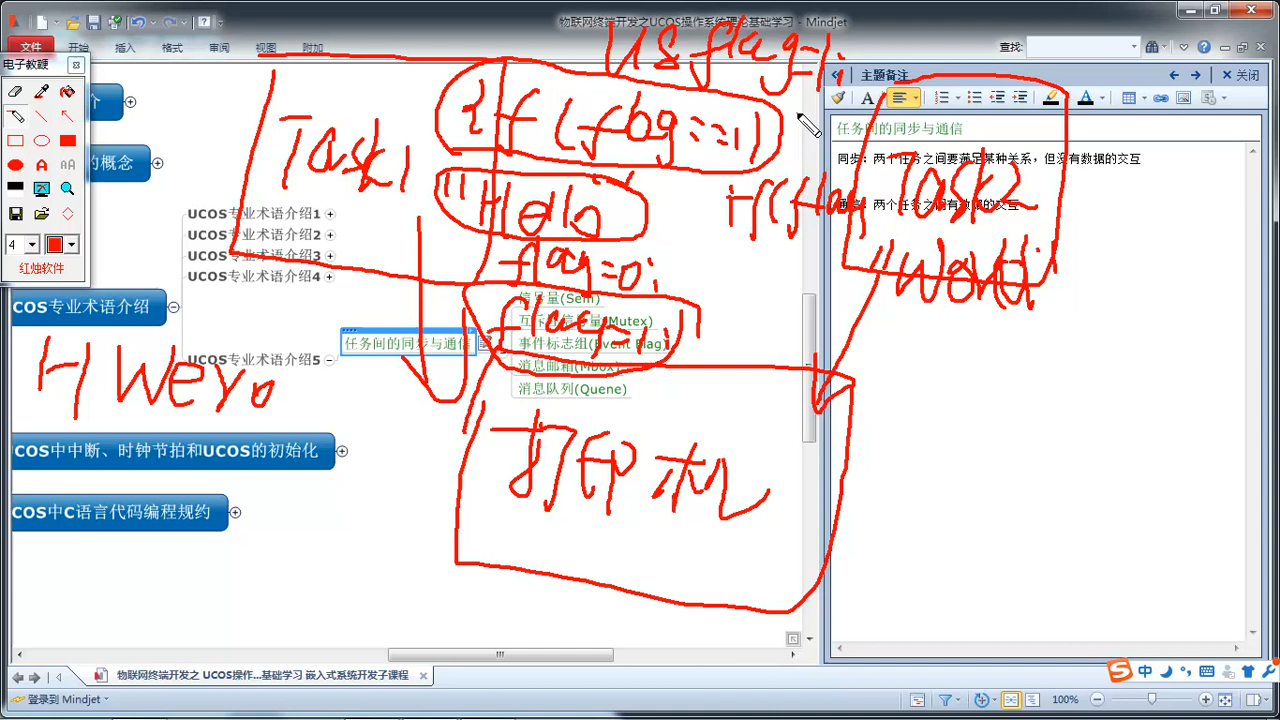 物联网终端开发之UCOS操作系统理论基础学习 - Mindjet
文件 开始 插入 格式 审阅 视图 附加
查找:
电子教鞭
4
红烛软件
主题备注
关闭
任务间的同步与通信
同步：两个任务之间要满足某种关系，但没有数据的交互
通信：两个任务之间有数据的交互
的概念
UCOS专业术语介绍1
UCOS专业术语介绍2
UCOS专业术语介绍3
UCOS专业术语介绍4
COS专业术语介绍
UCOS专业术语介绍5
任务间的同步与通信
信号量(Sem)
互斥型信号量(Mutex)
事件标志组(Event Flag)
消息邮箱(Mbox)
消息队列(Quene)
UCOS中中断、时钟节拍和UCOS的初始化
COS中C语言代码编程规约
U8 flag=1;
if (flag==1)
Task1
"Hello
flag=0;
flag=1;
if(flag
Task2
"World
H Wero
打印机
物联网终端开发之 UCOS操作...基础学习 嵌入式系统开发子课程
登录到 Mindjet
中
100%